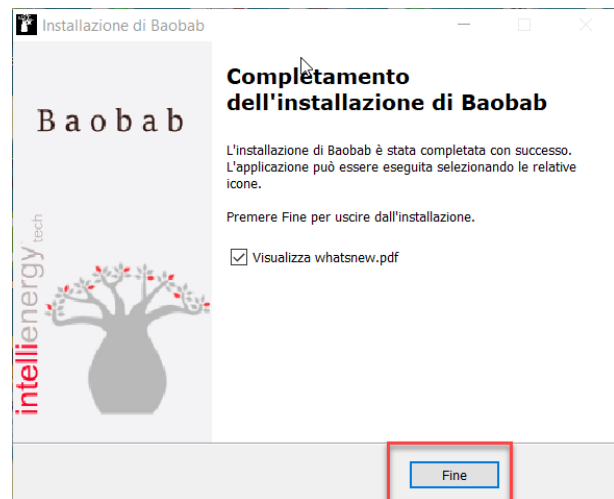 Installazione di Baobab
Baobab
intellienergy tech
Completamento
dell'installazione di Baobab
L'installazione di Baobab è stata completata con successo.
L'applicazione può essere eseguita selezionando le relative
icone.
Premere Fine per uscire dall'installazione.
Visualizza whatsnew.pdf
Fine